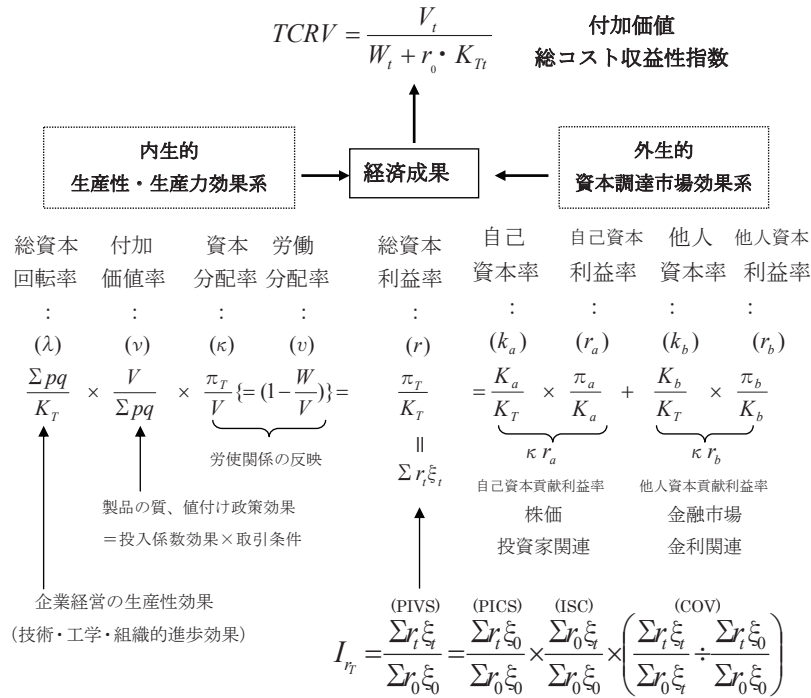 TCRV = V_t / (W_t + r_0・K_{Tt})
付加価値
総コスト収益性指数
内生的
生産性・生産力効果系
経済成果
外生的
資本調達市場効果系
総資本 付加 資本 労働 総資本 自己 自己資本 他人 他人資本
回転率 価値率 分配率 分配率 利益率 資本率 利益率 資本率 利益率
: : : : : : : : :
(λ) (ν) (κ) (υ) (r) (k_a) (r_a) (k_b) (r_b)
Σpq/K_T × V/Σpq × π_T/V {= (1 − W/V)} = π_T/K_T = K_a/K_T × π_a/K_a + K_b/K_T × π_b/K_b
労使関係の反映
=
Σ r_t ξ_t
κ r_a
κ r_b
製品の質、値付け政策効果
＝投入係数効果×取引条件
自己資本貢献利益率
株価
投資家関連
他人資本貢献利益率
金融市場
金利関連
企業経営の生産性効果
（技術・工学・組織的進歩効果）
(PIVS) (PICS) (ISC) (COV)
I_{r_T} = Σr_tξ_t/Σr_0ξ_0 = Σr_tξ_0/Σr_0ξ_0 × Σr_0ξ_t/Σr_0ξ_0 × (Σr_tξ_t/Σr_0ξ_t ÷ Σr_tξ_0/Σr_0ξ_0)